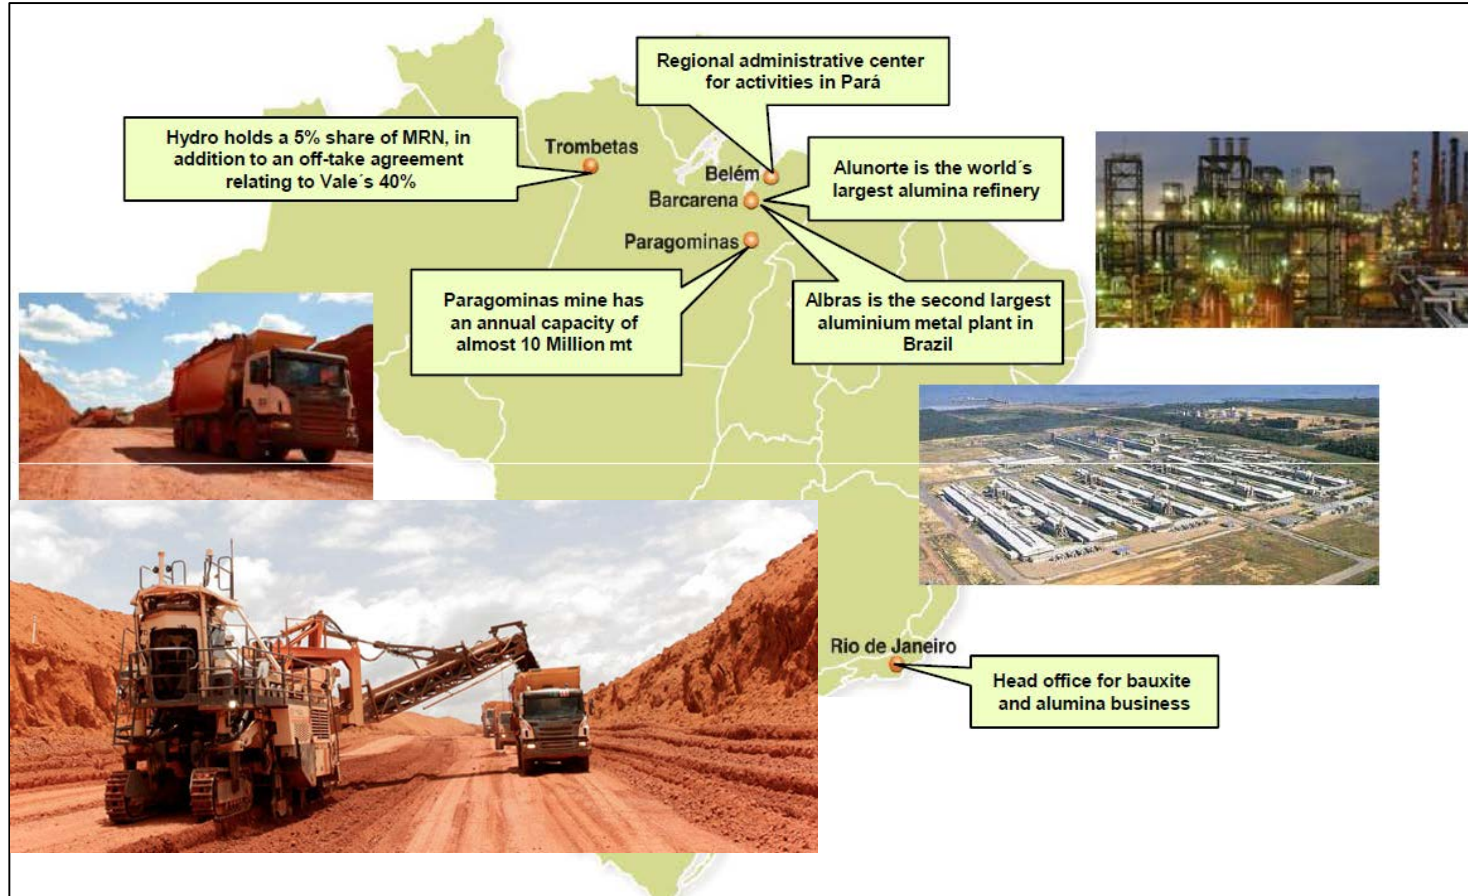 Regional administrative center
for activities in Pará
Hydro holds a 5% share of MRN, in
addition to an off-take agreement
relating to Vale´s 40%
Trombetas
Belém
Barcarena
Paragominas
Alunorte is the world´s
largest alumina refinery
Paragominas mine has
an annual capacity of
almost 10 Million mt
Albras is the second largest
aluminium metal plant in
Brazil
Rio de Janeiro
Head office for bauxite
and alumina business